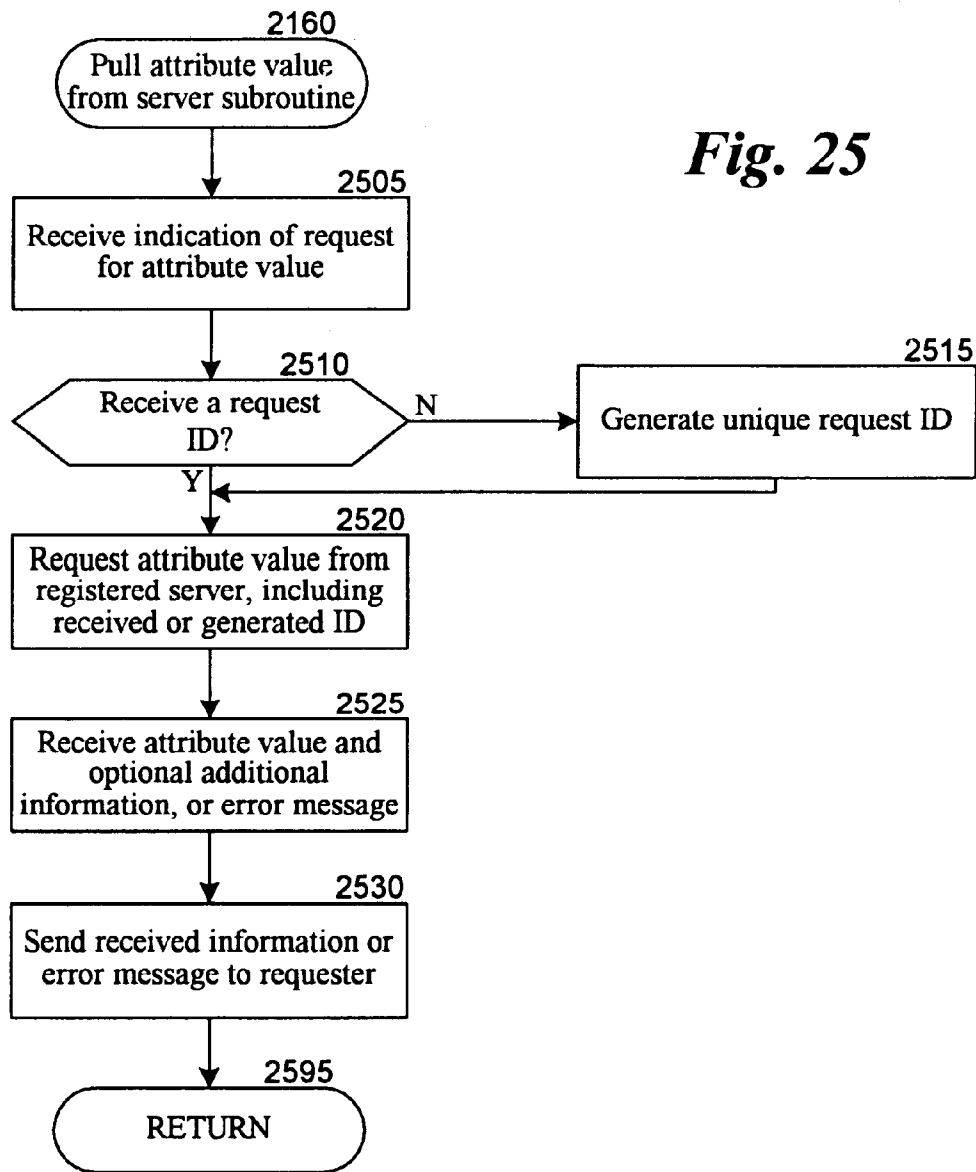 2160
Pull attribute value
from server subroutine
Fig. 25
2505
Receive indication of request
for attribute value
2510
Receive a request
ID?
N
Y
2515
Generate unique request ID
2520
Request attribute value from
registered server, including
received or generated ID
2525
Receive attribute value and
optional additional
information, or error message
2530
Send received information or
error message to requester
2595
RETURN